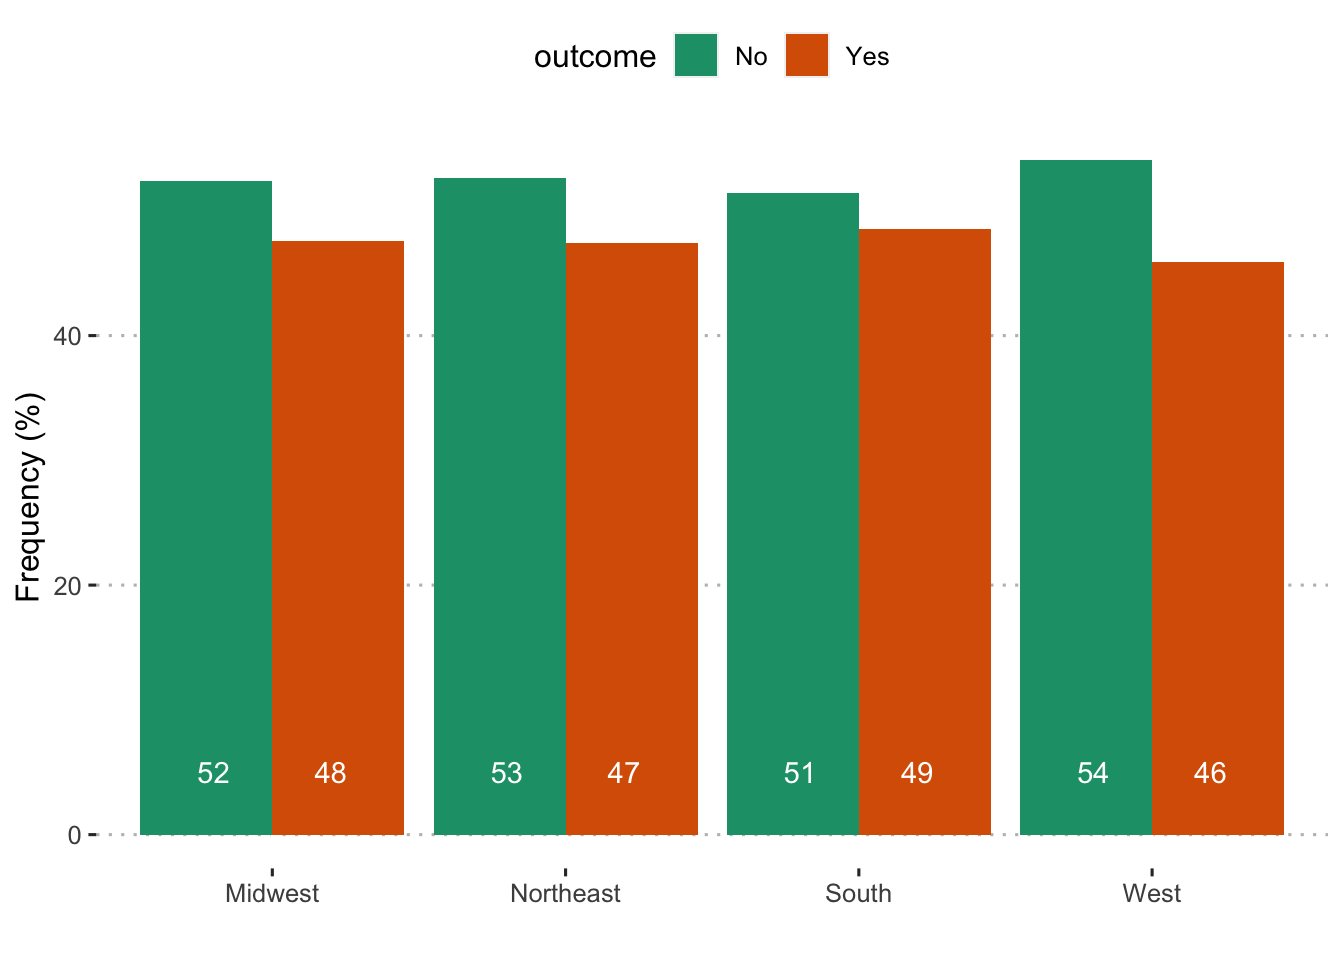 outcome No Yes
Frequency (%)
40
20
0
52 48 53 47 51 49 54 46
Midwest Northeast South West